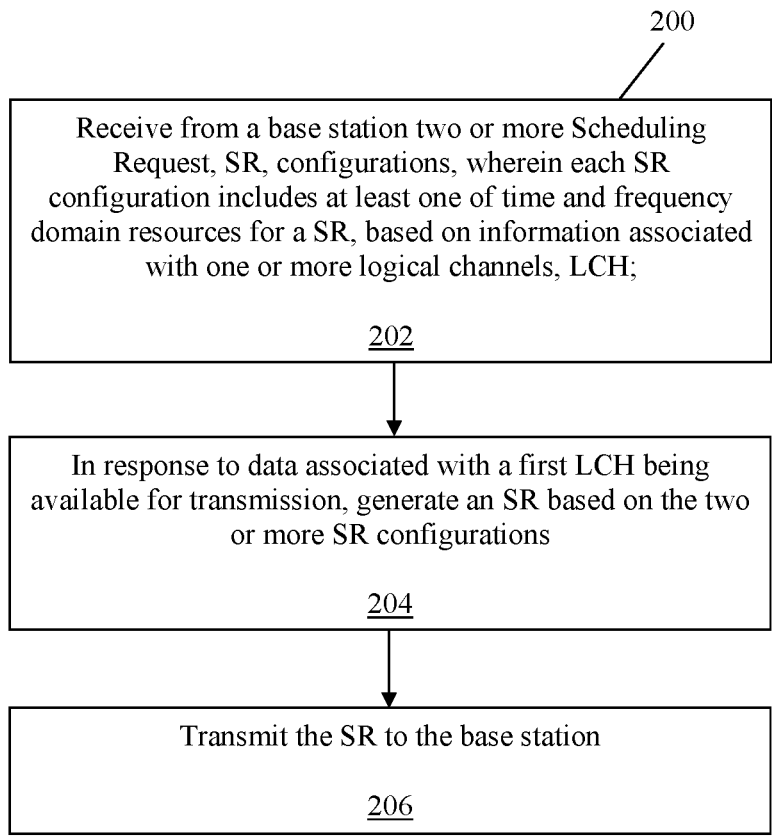 200
Receive from a base station two or more Scheduling
Request, SR, configurations, wherein each SR
configuration includes at least one of time and frequency
domain resources for a SR, based on information associated
with one or more logical channels, LCH;
202
In response to data associated with a first LCH being
available for transmission, generate an SR based on the two
or more SR configurations
204
Transmit the SR to the base station
206